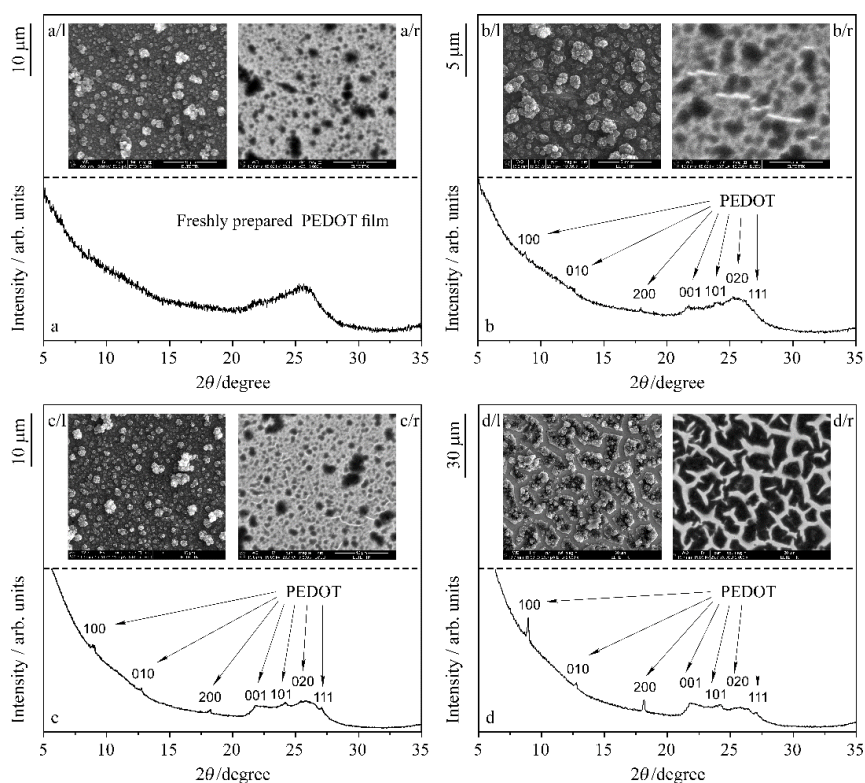 10 μm
a/l
a/r
Intensity / arb. units
Freshly prepared PEDOT film
a
5 10 15 20 25 30 35
2θ/degree
5 μm
b/l
b/r
Intensity / arb. units
PEDOT
100
010
200
001
101
020
111
b
5 10 15 20 25 30 35
2θ/degree
10 μm
c/l
c/r
Intensity / arb. units
PEDOT
100
010
200
001
101
020
111
c
5 10 15 20 25 30 35
2θ/degree
30 μm
d/l
d/r
Intensity / arb. units
PEDOT
100
010
200
001
101
020
111
d
5 10 15 20 25 30 35
2θ/degree